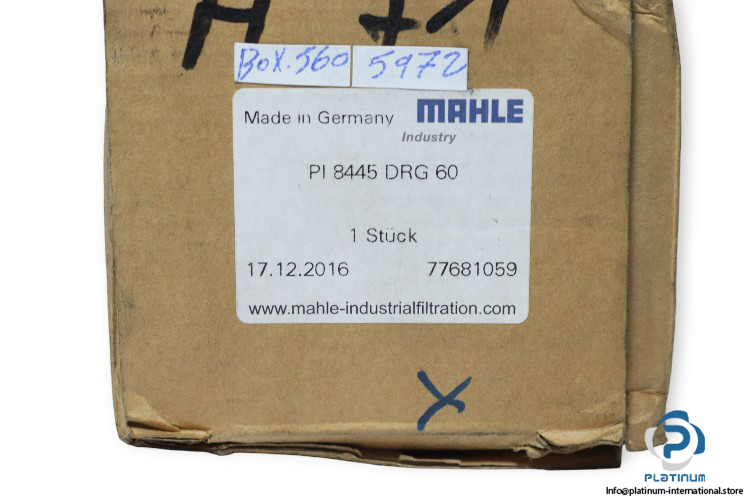 H 71
BOX.560 5972
Made in Germany MAHLE
Industry
PI 8445 DRG 60
1 Stück
17.12.2016 77681059
www.mahle-industrialfiltration.com
X
PLATINUM
Info@platinum-international.store